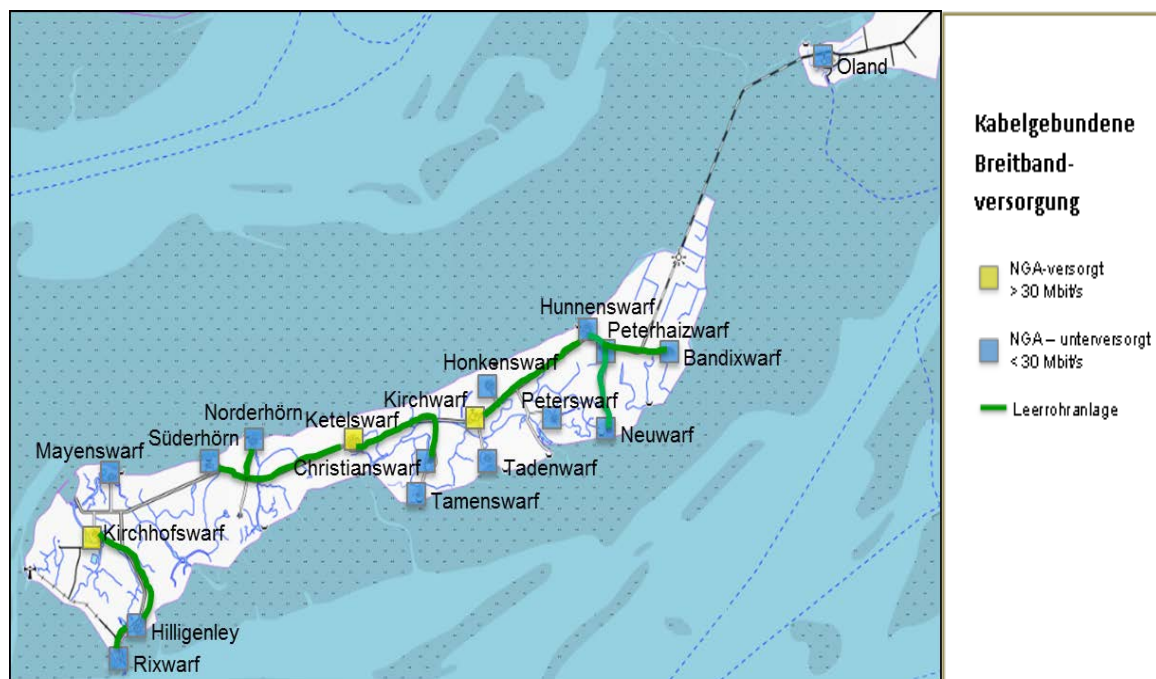 Oland
Hunnenswarf
Peterhaizwarf
Honkenswarf
Bandixwarf
Kirchwarf
Peterswarf
Norderhörn
Ketelswarf
Neuwarf
Süderhörn
Mayenswarf
Christianswarf
Tadenwarf
Tamenswarf
Kirchhofswarf
Hilligenley
Rixwarf
Kabelgebundene
Breitband-
versorgung
NGA-versorgt
> 30 Mbit/s
NGA – unterversorgt
< 30 Mbit/s
Leerrohranlage